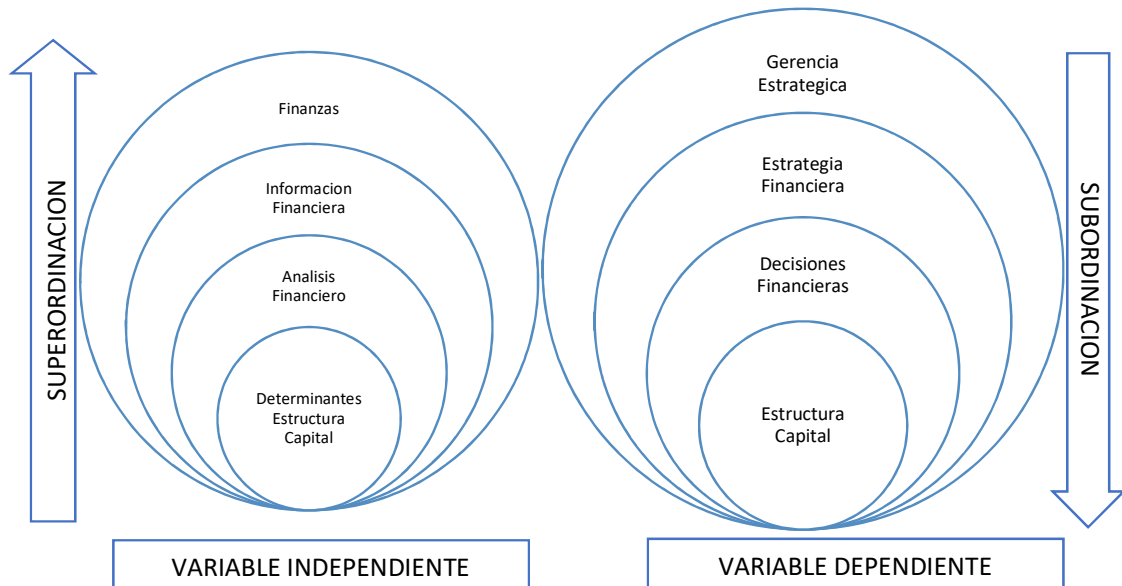 SUPERORDINACION
Finanzas
Informacion
Financiera
Analisis
Financiero
Determinantes
Estructura
Capital
VARIABLE INDEPENDIENTE
Gerencia
Estrategica
Estrategia
Financiera
Decisiones
Financieras
Estructura
Capital
VARIABLE DEPENDIENTE
SUBORDINACION